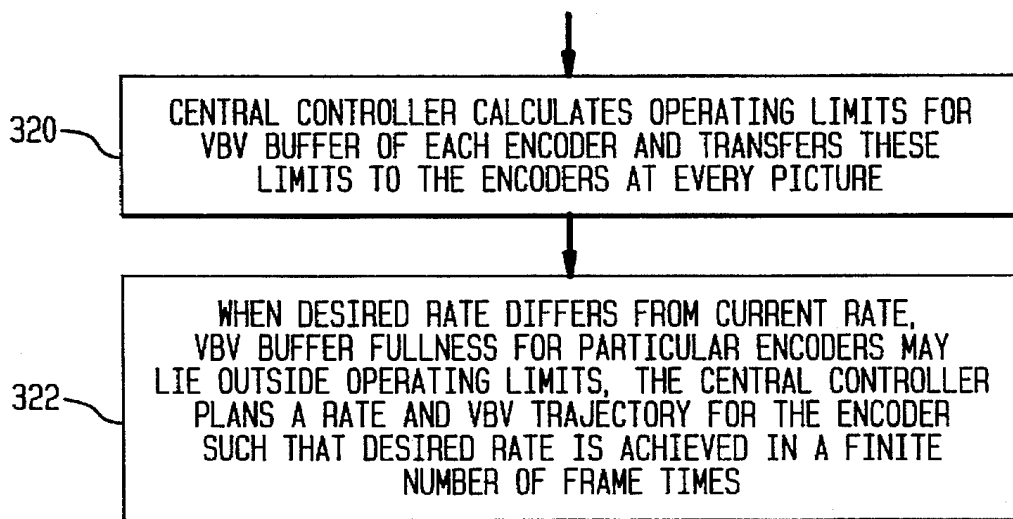 320
CENTRAL CONTROLLER CALCULATES OPERATING LIMITS FOR
VBV BUFFER OF EACH ENCODER AND TRANSFERS THESE
LIMITS TO THE ENCODERS AT EVERY PICTURE
322
WHEN DESIRED RATE DIFFERS FROM CURRENT RATE,
VBV BUFFER FULLNESS FOR PARTICULAR ENCODERS MAY
LIE OUTSIDE OPERATING LIMITS, THE CENTRAL CONTROLLER
PLANS A RATE AND VBV TRAJECTORY FOR THE ENCODER
SUCH THAT DESIRED RATE IS ACHIEVED IN A FINITE
NUMBER OF FRAME TIMES